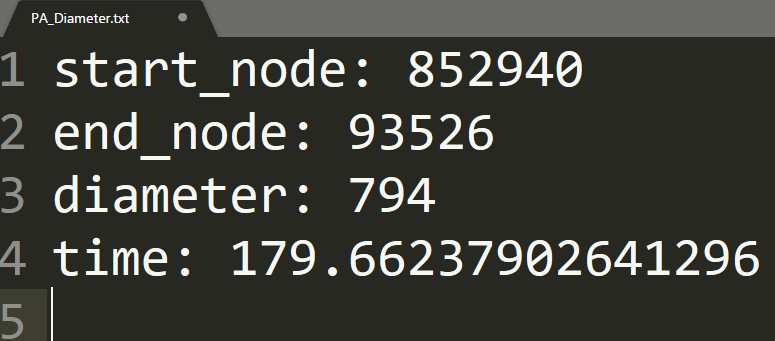 PA_Diameter.txt
1 start_node: 852940
2 end_node: 93526
3 diameter: 794
4 time: 179.66237902641296
5